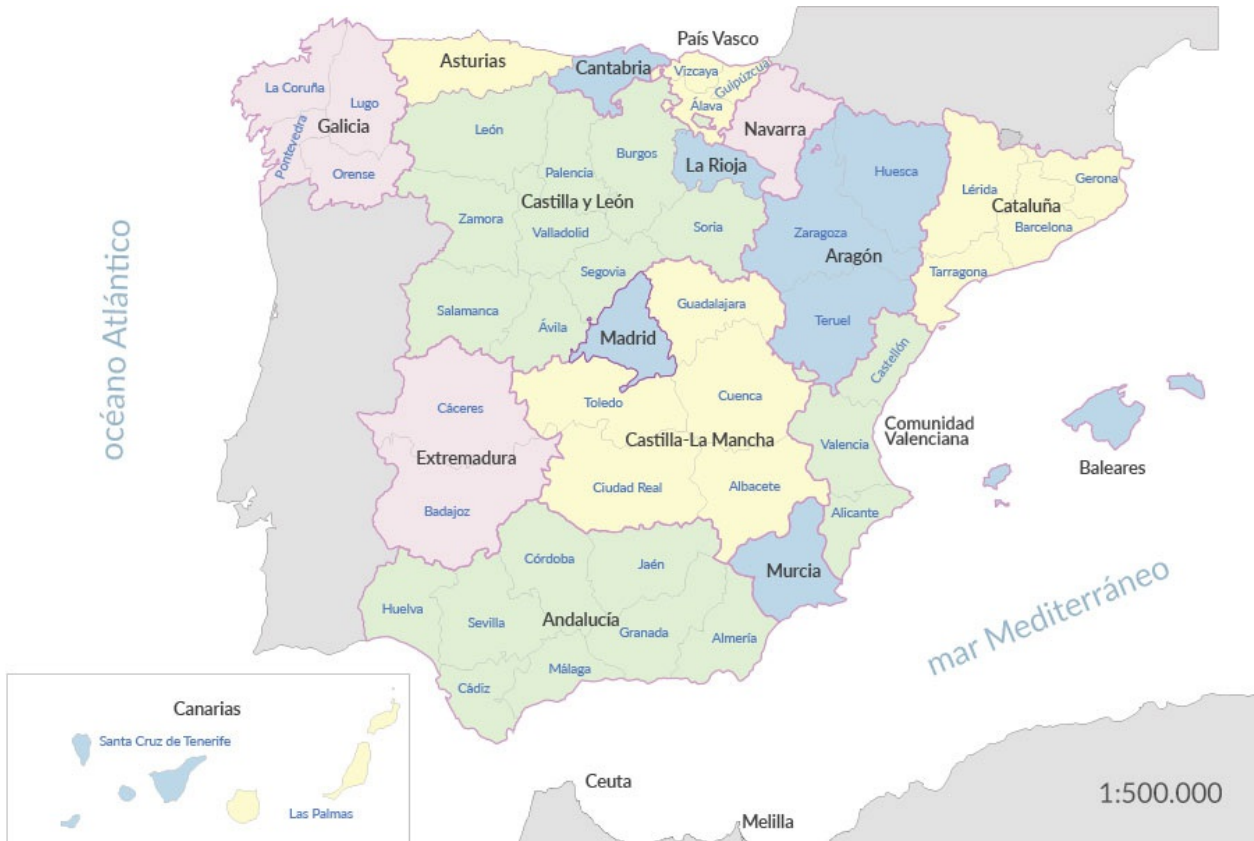 País Vasco
Asturias
Cantabria
Vizcaya
Guipúzcual
Álava
La Coruña
Lugo
Galicia
Pontevedra
Orense
León
Burgos
Palencia
Navarra
La Rioja
Huesca
Lérida
Gerona
Cataluña
Barcelona
Tarragona
Castilla y León
Zamora
Valladolid
Soria
Zaragoza
Aragón
Segovia
Salamanca
Ávila
Guadalajara
Teruel
Madrid
Castellón
océano Atlántico
Cáceres
Toledo
Cuenca
Extremadura
Castilla-La Mancha
Valencia
Comunidad
Valenciana
Baleares
Badajoz
Ciudad Real
Albacete
Alicante
Córdoba
Jaén
Murcia
Huelva
Sevilla
Andalucía
Granada
Almería
Málaga
Cádiz
mar Mediterráneo
Canarias
Santa Cruz de Tenerife
Las Palmas
Ceuta
Melilla
1:500.000